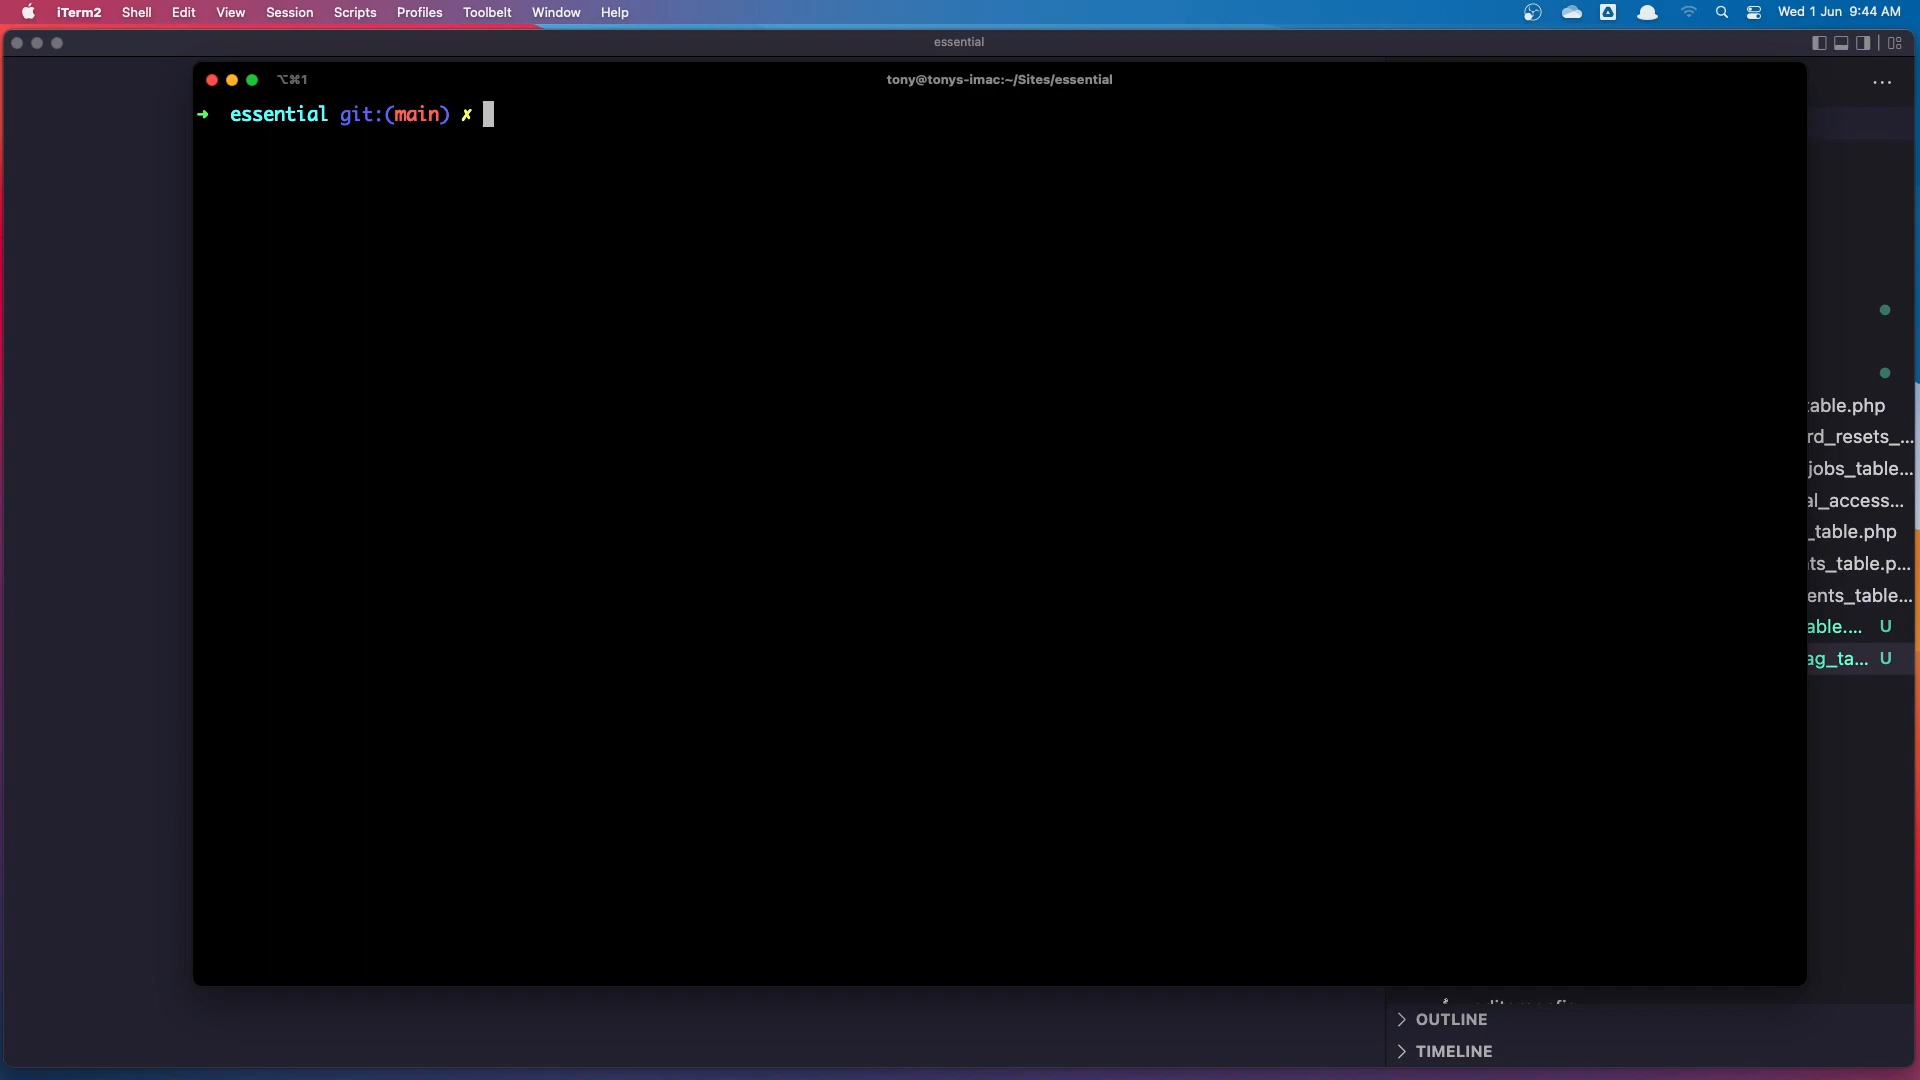 iTerm2 Shell Edit View Session Scripts Profiles Toolbelt Window Help Wed 1 Jun 9:44 AM
essential
⌥⌘1 tony@tonys-imac:~/Sites/essential
➜ essential git:(main) ✗
able.php
rd_resets_...
jobs_table...
al_access...
_table.php
ts_table.p...
ents_table...
able.... U
ag_ta... U
OUTLINE
TIMELINE